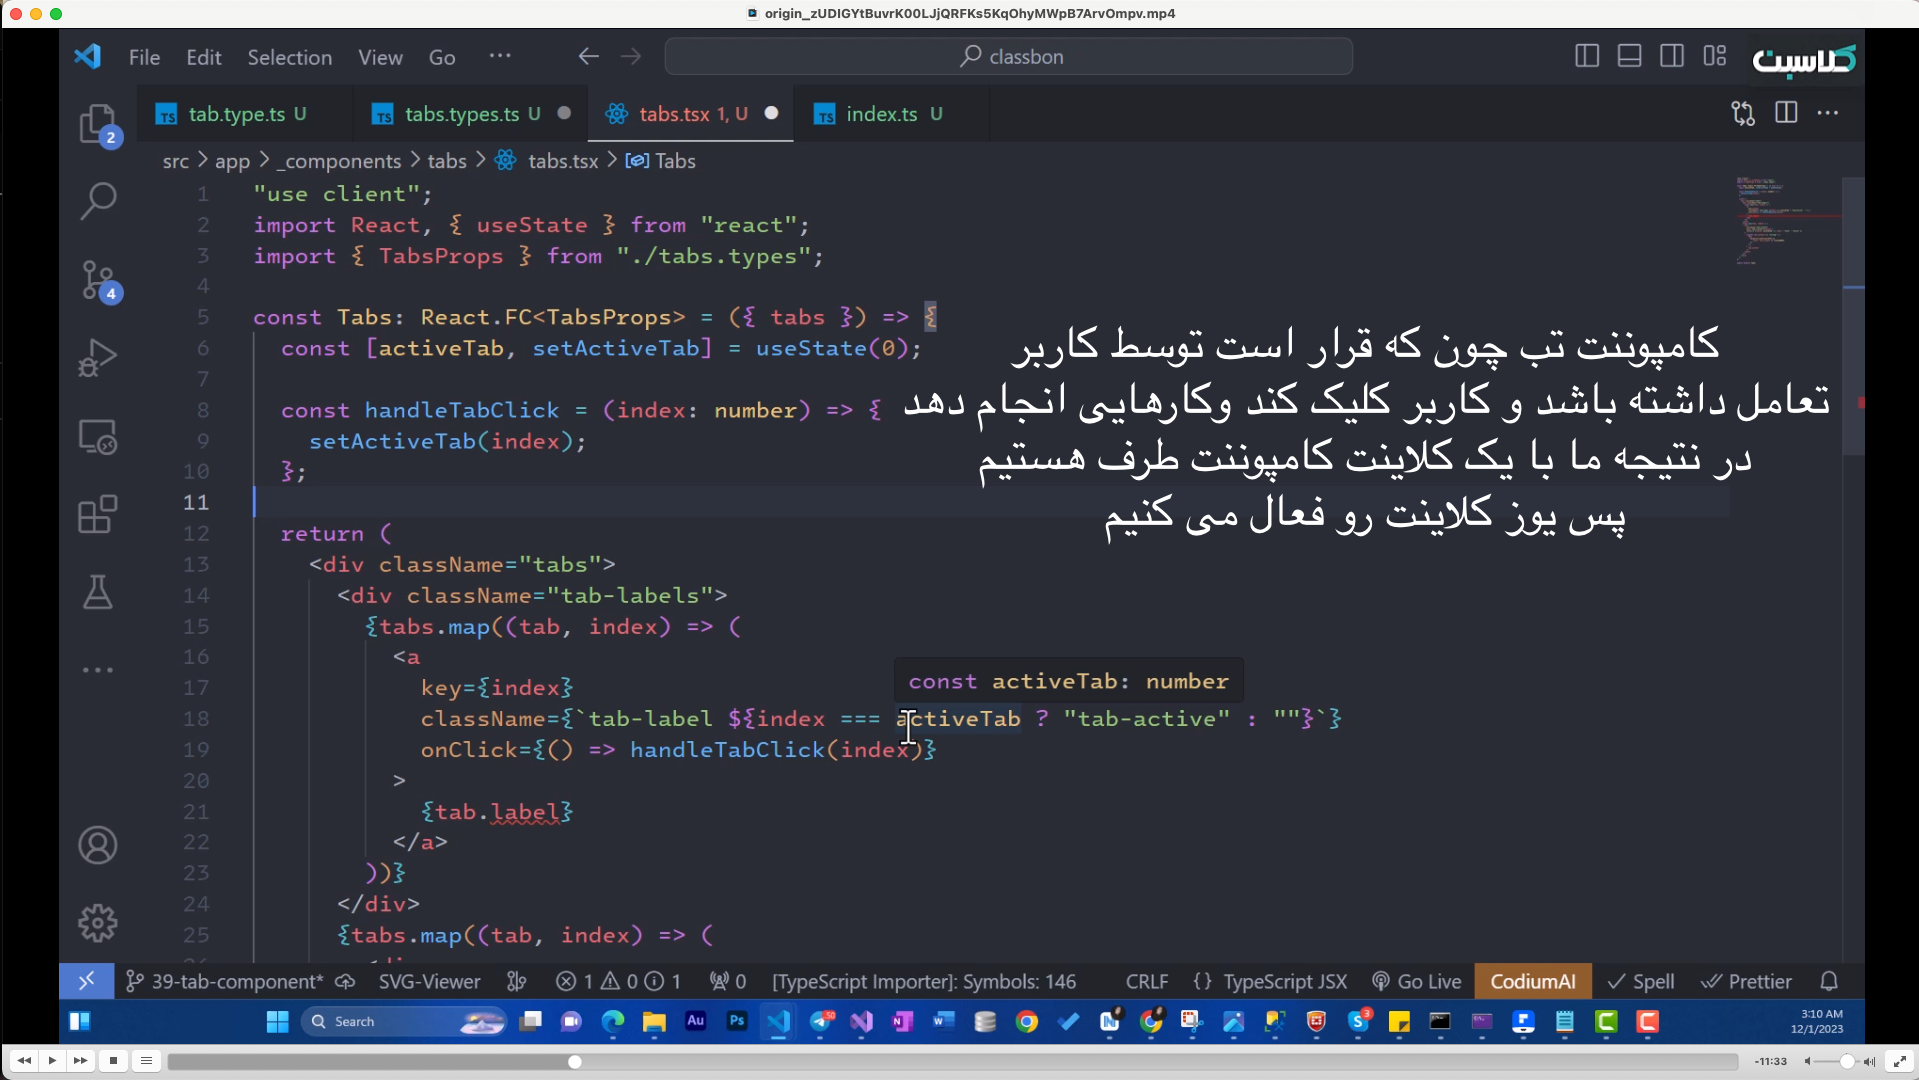 origin_zUDIGYtBuvrK00LJjQRFKs5KqOhyMWpB7ArvOmpv.mp4
File Edit Selection View Go ··· classbon
کلاسبن
tab.type.ts U tabs.types.ts U tabs.tsx 1, U index.ts U
src > app > _components > tabs > tabs.tsx > Tabs
1 "use client";
2 import React, { useState } from "react";
3 import { TabsProps } from "./tabs.types";
4
5 const Tabs: React.FC<TabsProps> = ({ tabs }) => {
6 const [activeTab, setActiveTab] = useState(0);
7
8 const handleTabClick = (index: number) => {
9 setActiveTab(index);
10 };
11
12 return (
13 <div className="tabs">
14 <div className="tab-labels">
15 {tabs.map((tab, index) => (
16 <a
17 key={index}
18 className={`tab-label ${index === activeTab ? "tab-active" : ""}`}
19 onClick={() => handleTabClick(index)}
20 >
21 {tab.label}
22 </a>
23 ))}
24 </div>
25 {tabs.map((tab, index) => (
const activeTab: number
کامپوننت تب چون که قرار است توسط کاربر
تعامل داشته باشد و کاربر کلیک کند وکارهایی انجام دهد
در نتیجه ما با یک کلاینت کامپوننت طرف هستیم
پس یوز کلاینت رو فعال می کنیم
2
4
39-tab-component* SVG-Viewer 1 0 1 0 [TypeScript Importer]: Symbols: 146 CRLF {} TypeScript JSX Go Live CodiumAI Spell Prettier
Search Au Ps 50 3
3:10 AM
12/1/2023
-11:33